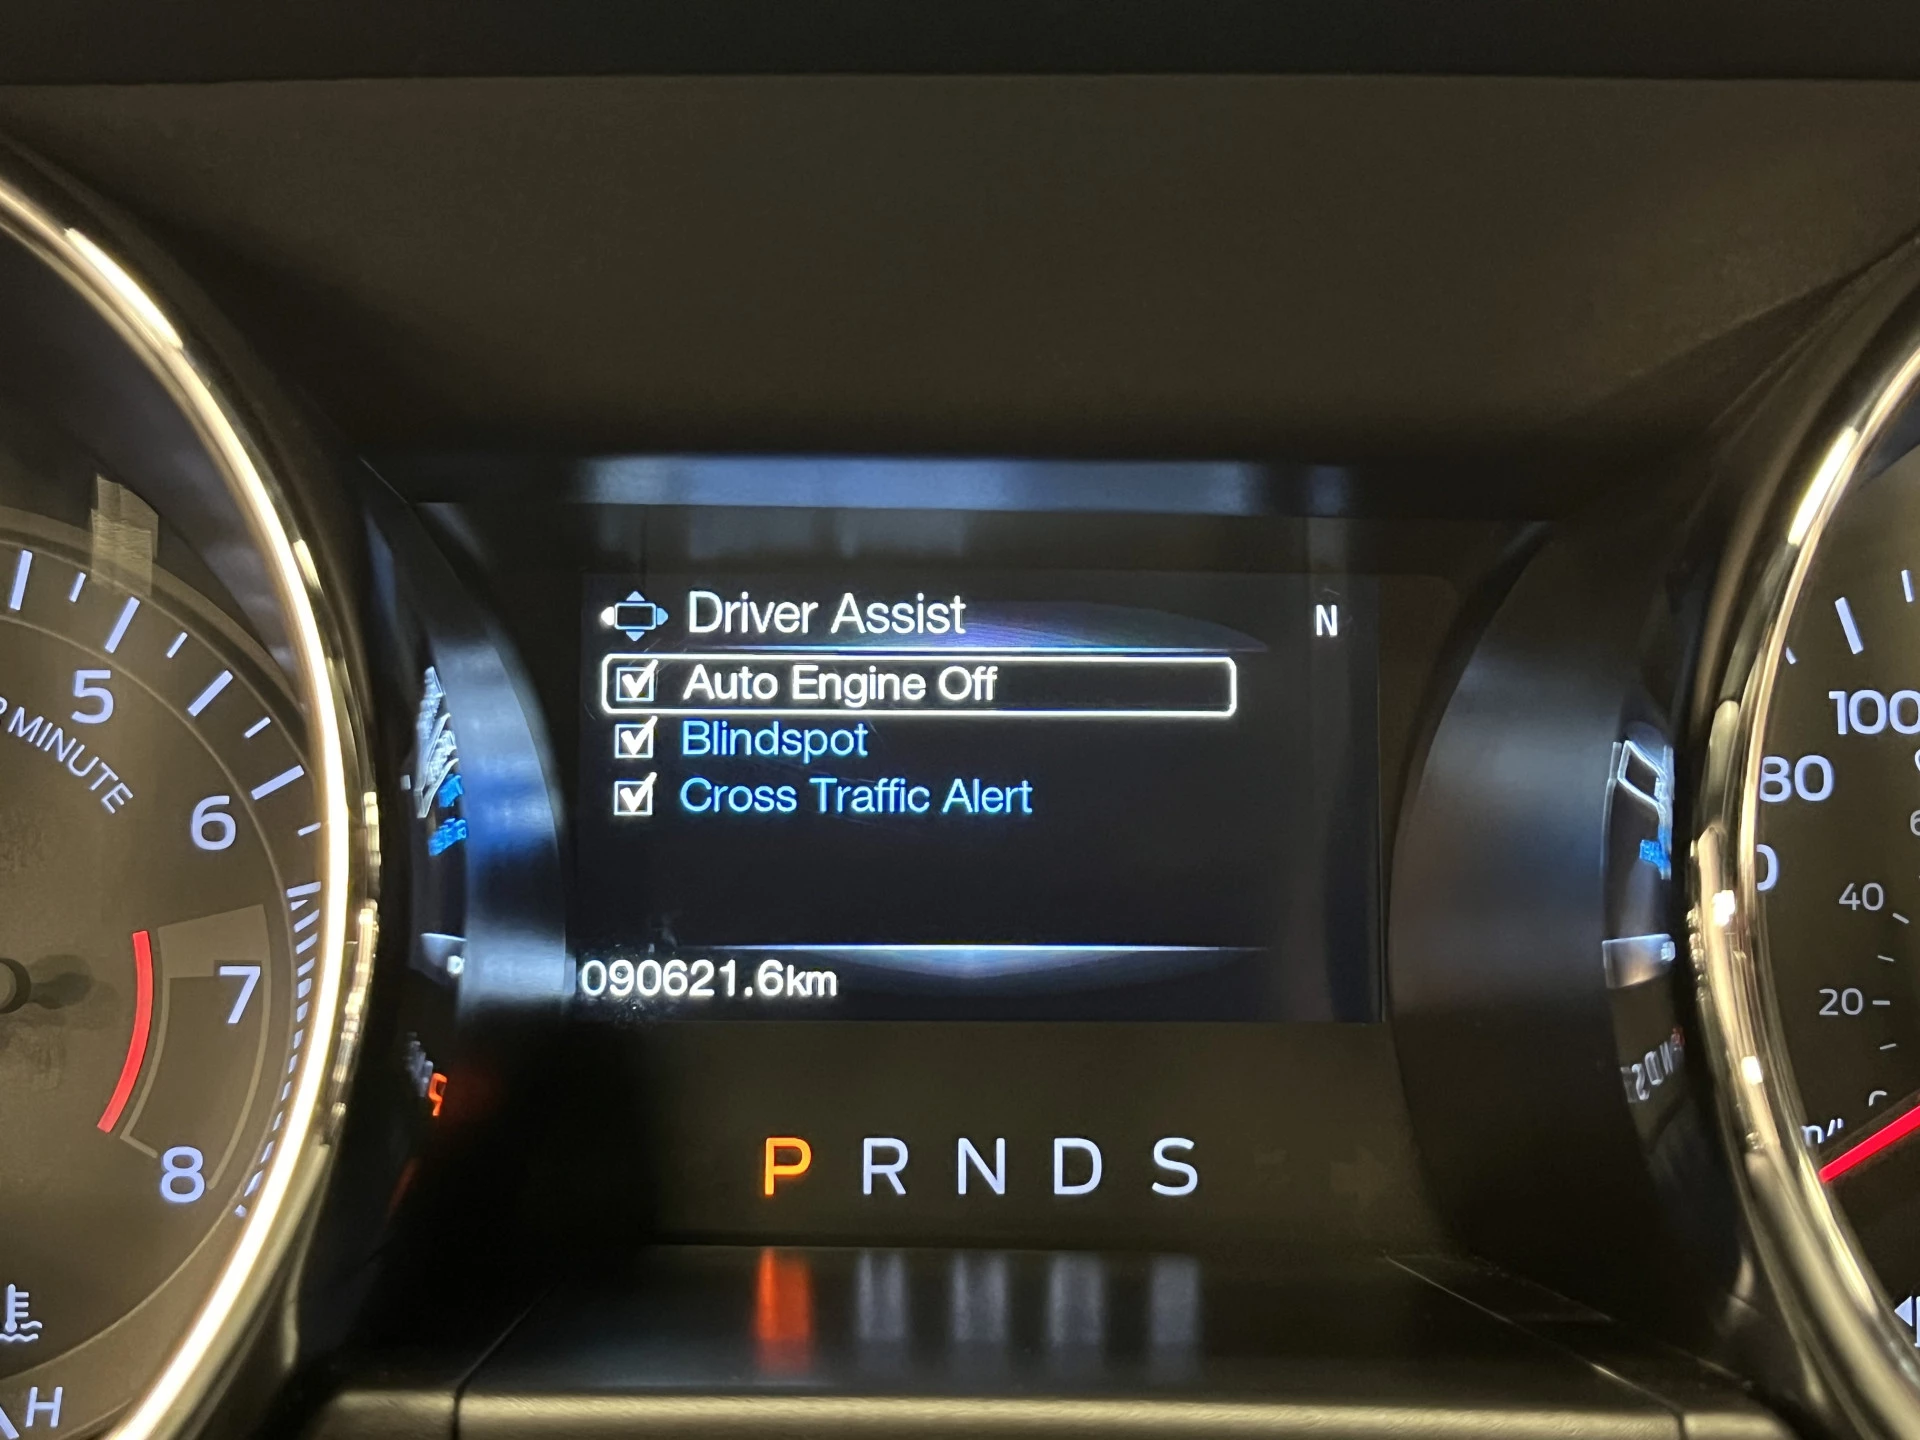 Driver Assist
N
Auto Engine Off
Blindspot
Cross Traffic Alert
090621.6km
P R N D S
5
MINUTE
6
7
8
H
100
80
40
20